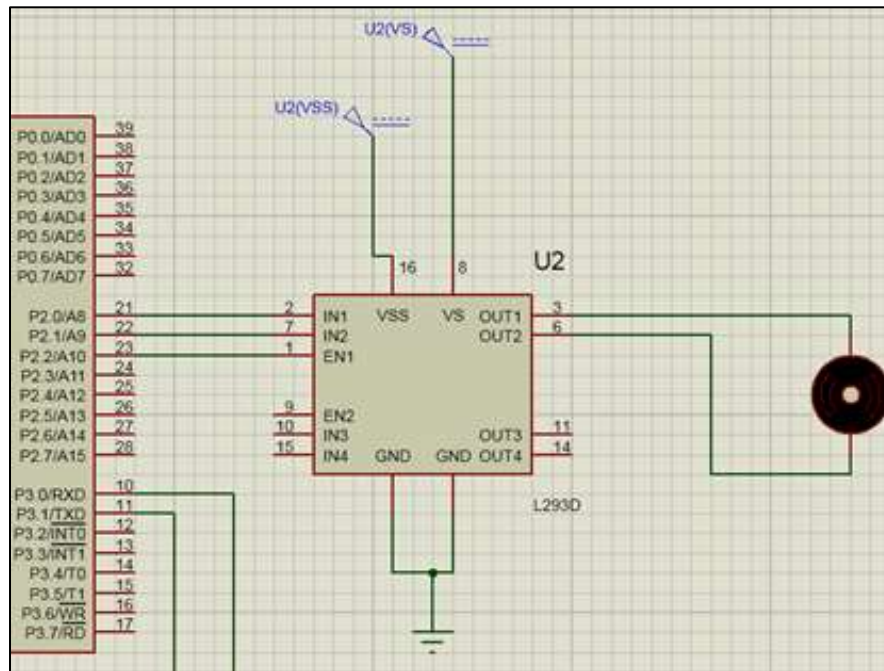 U2(VS)
U2(VSS)
P0.0/AD0 39
P0.1/AD1 38
P0.2/AD2 37
P0.3/AD3 36
P0.4/AD4 35
P0.5/AD5 34
P0.6/AD6 33
P0.7/AD7 32
P2.0/A8 21
P2.1/A9 22
P2.2/A10 23
P2.3/A11 24
P2.4/A12 25
P2.5/A13 26
P2.6/A14 27
P2.7/A15 28
P3.0/RXD 10
P3.1/TXD 11
P3.2/INT0 12
P3.3/INT1 13
P3.4/T0 14
P3.5/T1 15
P3.6/WR 16
P3.7/RD 17
16 8 U2
2 IN1 VSS VS OUT1 3
7 IN2 OUT2 6
1 EN1
9 EN2
10 IN3 OUT3 11
15 IN4 GND GND OUT4 14
L293D